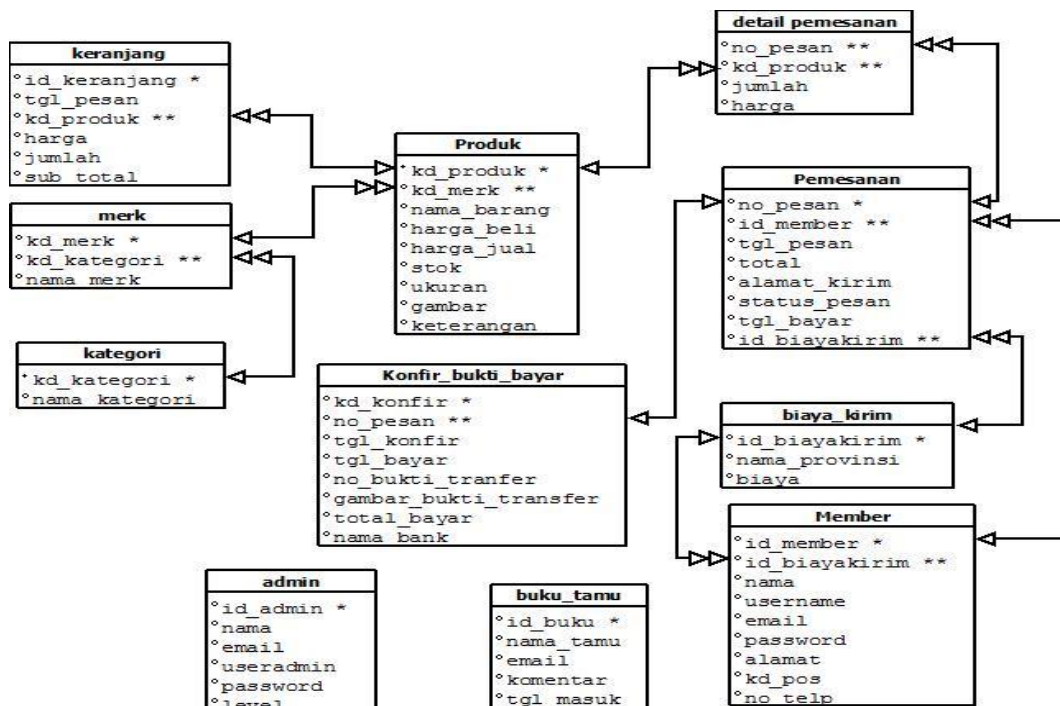 keranjang
id_keranjang *
tgl_pesan
kd_produk **
harga
jumlah
sub_total
merk
kd_merk *
kd_kategori **
nama_merk
kategori
kd_kategori *
nama_kategori
Produk
kd_produk *
kd_merk **
nama_barang
harga_beli
harga_jual
stok
ukuran
gambar
keterangan
detail pemesanan
no_pesan **
kd_produk **
jumlah
harga
Pemesanan
no_pesan *
id_member **
tgl_pesan
total
alamat_kirim
status_pesan
tgl_bayar
id_biayakirim **
Konfir_bukti_bayar
kd_konfir *
no_pesan **
tgl_konfir
tgl_bayar
no_bukti_tranfer
gambar_bukti_transfer
total_bayar
nama_bank
biaya_kirim
id_biayakirim *
nama_provinsi
biaya
Member
id_member *
id_biayakirim **
nama
username
email
password
alamat
kd_pos
no_telp
admin
id_admin *
nama
email
useradmin
password
level
buku_tamu
id_buku *
nama_tamu
email
komentar
tgl_masuk